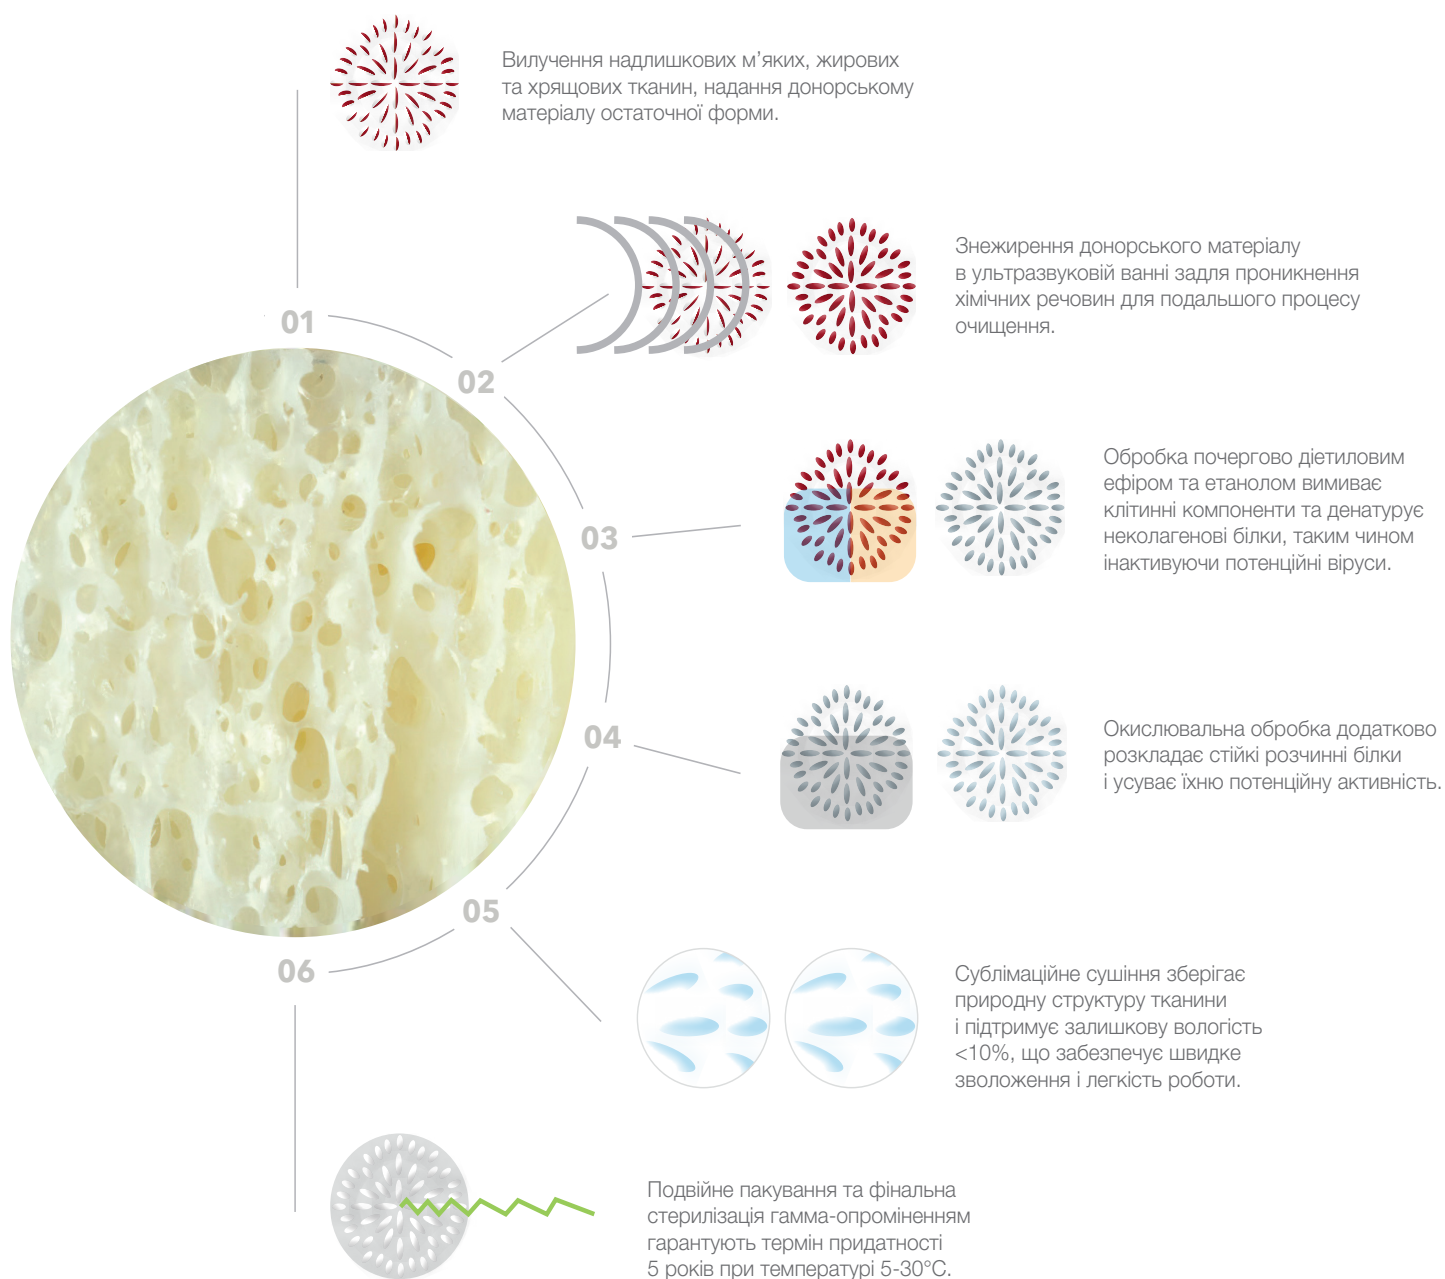 Вилучення надлишкових м’яких, жирових
та хрящових тканин, надання донорському
матеріалу остаточної форми.
01
Знежирення донорського матеріалу
в ультразвуковій ванні задля проникнення
хімічних речовин для подальшого процесу
очищення.
02
Обробка почергово діетиловим
ефіром та етанолом вимиває
клітинні компоненти та денатурує
неколагенові білки, таким чином
інактивуючи потенційні віруси.
03
Окислювальна обробка додатково
розкладає стійкі розчинні білки
і усуває їхню потенційну активність.
04
05
Сублімаційне сушіння зберігає
природну структуру тканини
і підтримує залишкову вологість
<10%, що забезпечує швидке
зволоження і легкість роботи.
06
Подвійне пакування та фінальна
стерилізація гамма-опроміненням
гарантують термін придатності
5 років при температурі 5-30°C.